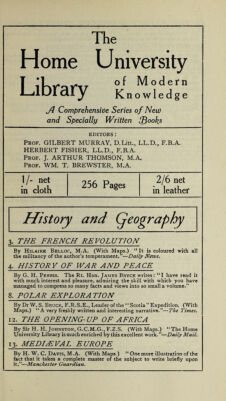 The
Home University
Library of Modern
Knowledge
A Comprehensive Series of New
and Specially Written Books
EDITORS:
PROF. GILBERT MURRAY, D.Litt., LL.D., F.B.A.
HERBERT FISHER, LL.D., F.B.A.
PROF. J. ARTHUR THOMSON, M.A.
PROF. WM. T. BREWSTER, M.A.
1/- net
in cloth
256 Pages
2/6 net
in leather
History and Geography
3. THE FRENCH REVOLUTION
By HILAIRE BELLOC, M.A. (With Maps.) "It is coloured with all
the militancy of the author's temperament."—Daily News.
4. HISTORY OF WAR AND PEACE
By G. H. PERRIS. The RT. HON. JAMES BRYCE writes: "I have read it
with much interest and pleasure, admiring the skill with which you have
managed to compress so many facts and views into so small a volume."
8. POLAR EXPLORATION
By Dr W. S. BRUCE, F.R.S.E., Leader of the "Scotia" Expedition. (With
Maps.) "A very freshly written and interesting narrative."—The Times.
12. THE OPENING-UP OF AFRICA
By Sir H. H. JOHNSTON, G.C.M.G., F.Z.S. (With Maps.) "The Home
University Library is much enriched by this excellent work."—Daily Mail.
13. MEDIÆVAL EUROPE
By H. W. C. DAVIS, M.A. (With Maps.) "One more illustration of the
fact that it takes a complete master of the subject to write briefly upon
it."—Manchester Guardian.